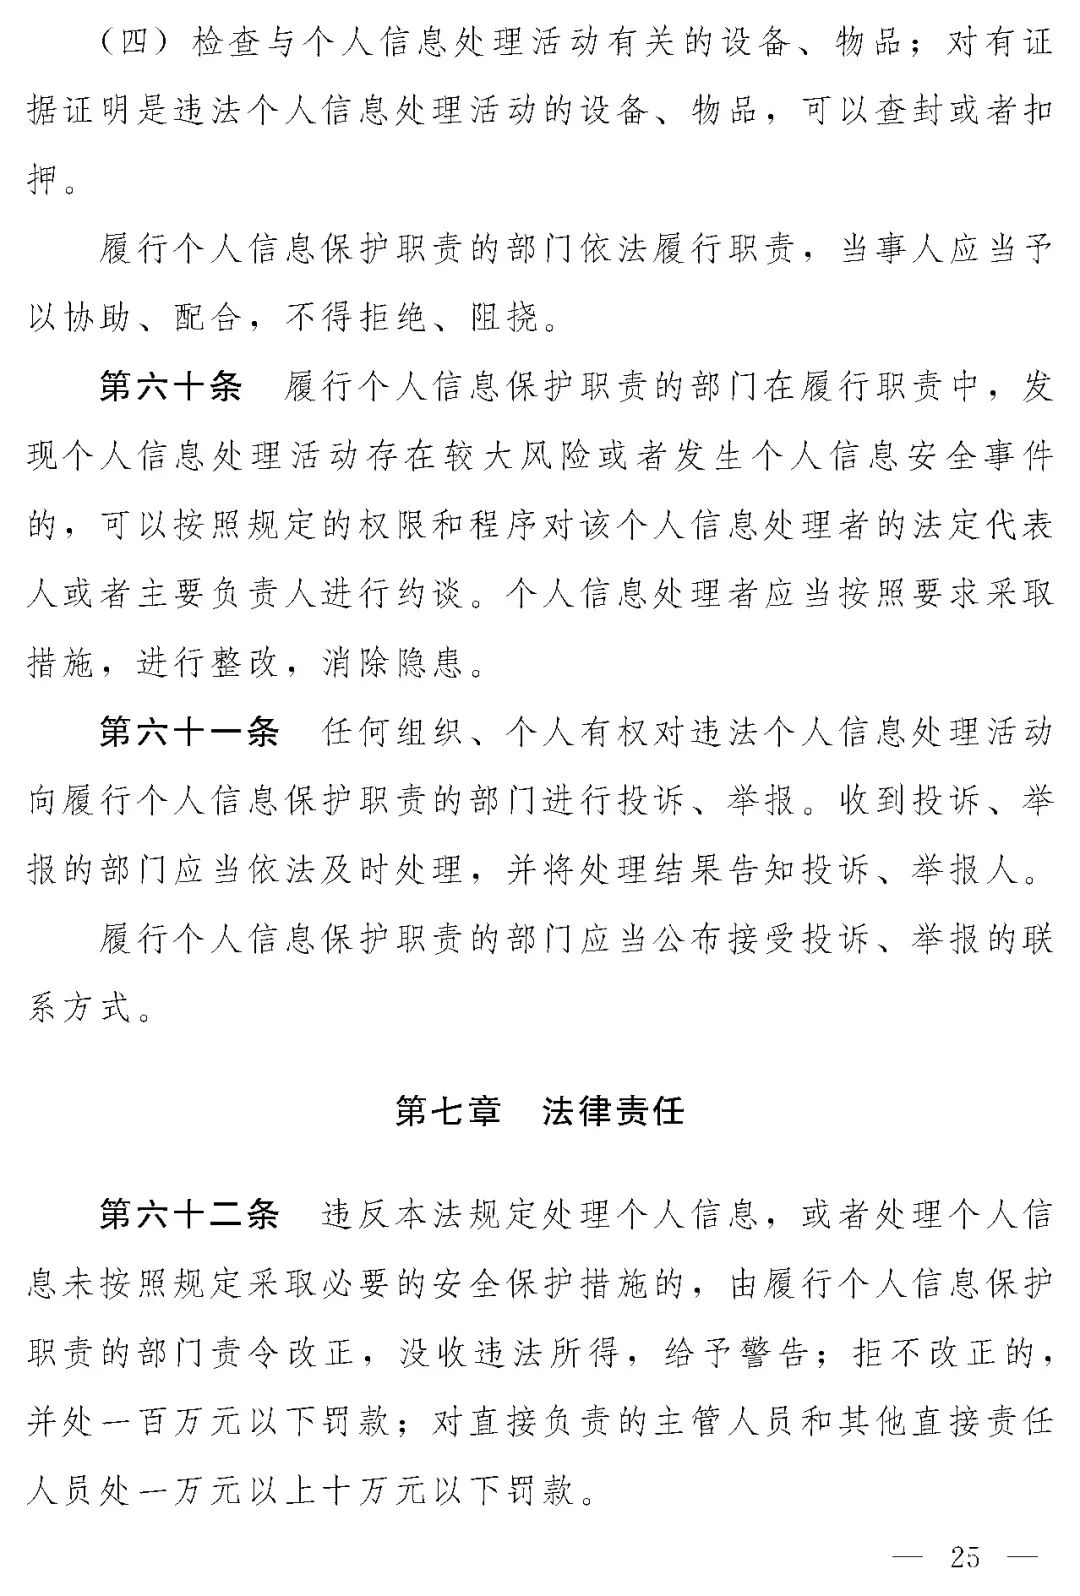 （四）检查与个人信息处理活动有关的设备、物品；对有证
据证明是违法个人信息处理活动的设备、物品，可以查封或者扣
押。
履行个人信息保护职责的部门依法履行职责，当事人应当予
以协助、配合，不得拒绝、阻挠。
第六十条　履行个人信息保护职责的部门在履行职责中，发
现个人信息处理活动存在较大风险或者发生个人信息安全事件
的，可以按照规定的权限和程序对该个人信息处理者的法定代表
人或者主要负责人进行约谈。个人信息处理者应当按照要求采取
措施，进行整改，消除隐患。
第六十一条　任何组织、个人有权对违法个人信息处理活动
向履行个人信息保护职责的部门进行投诉、举报。收到投诉、举
报的部门应当依法及时处理，并将处理结果告知投诉、举报人。
履行个人信息保护职责的部门应当公布接受投诉、举报的联
系方式。
第七章　法律责任
第六十二条　违反本法规定处理个人信息，或者处理个人信
息未按照规定采取必要的安全保护措施的，由履行个人信息保护
职责的部门责令改正，没收违法所得，给予警告；拒不改正的，
并处一百万元以下罚款；对直接负责的主管人员和其他直接责任
人员处一万元以上十万元以下罚款。
— 25 —